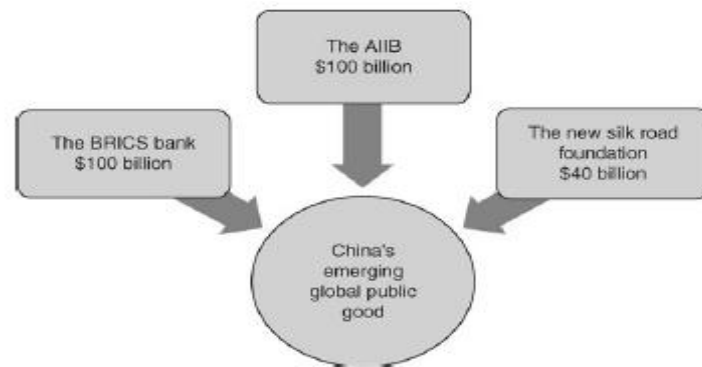 The AIIB
$100 billion
The BRICS bank
$100 billion
The new silk road
foundation
$40 billion
China's
emerging
global public
good